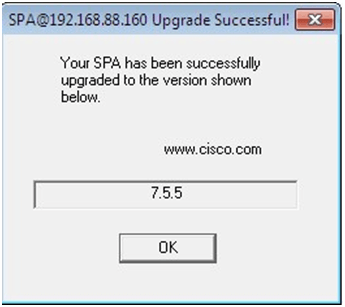 SPA@192.168.88.160 Upgrade Successful!
Your SPA has been successfully
upgraded to the version shown
below.
www.cisco.com
7.5.5
OK